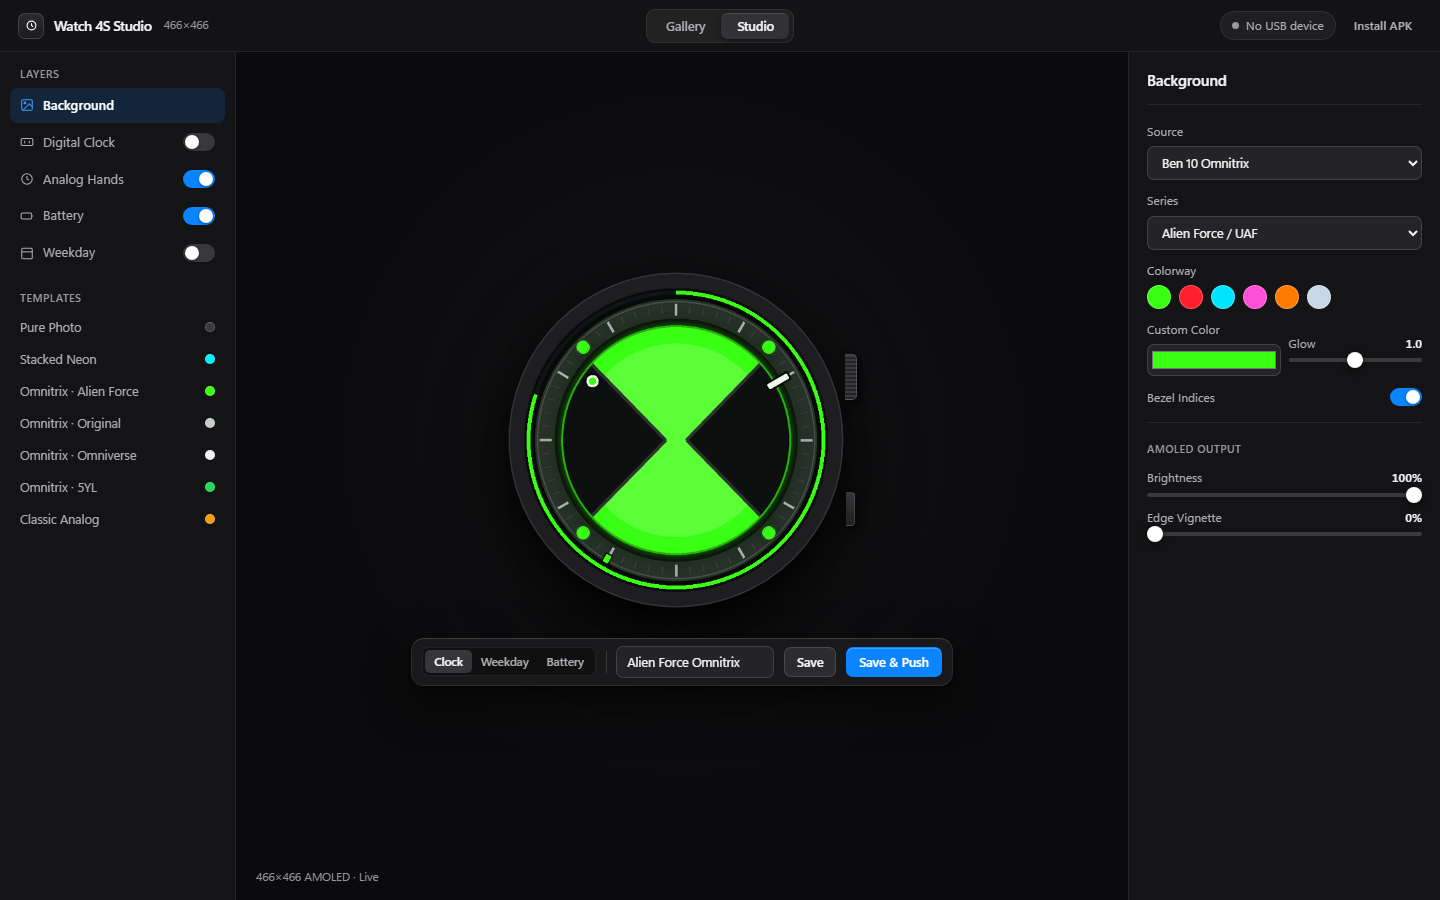 Watch 4S Studio 466×466
Gallery Studio
No USB device Install APK
LAYERS
Background
Digital Clock
Analog Hands
Battery
Weekday
TEMPLATES
Pure Photo
Stacked Neon
Omnitrix · Alien Force
Omnitrix · Original
Omnitrix · Omniverse
Omnitrix · 5YL
Classic Analog
Clock Weekday Battery Alien Force Omnitrix Save Save & Push
466×466 AMOLED · Live
Background
Source
Ben 10 Omnitrix
Series
Alien Force / UAF
Colorway
Custom Color
Glow 1.0
Bezel Indices
AMOLED OUTPUT
Brightness 100%
Edge Vignette 0%